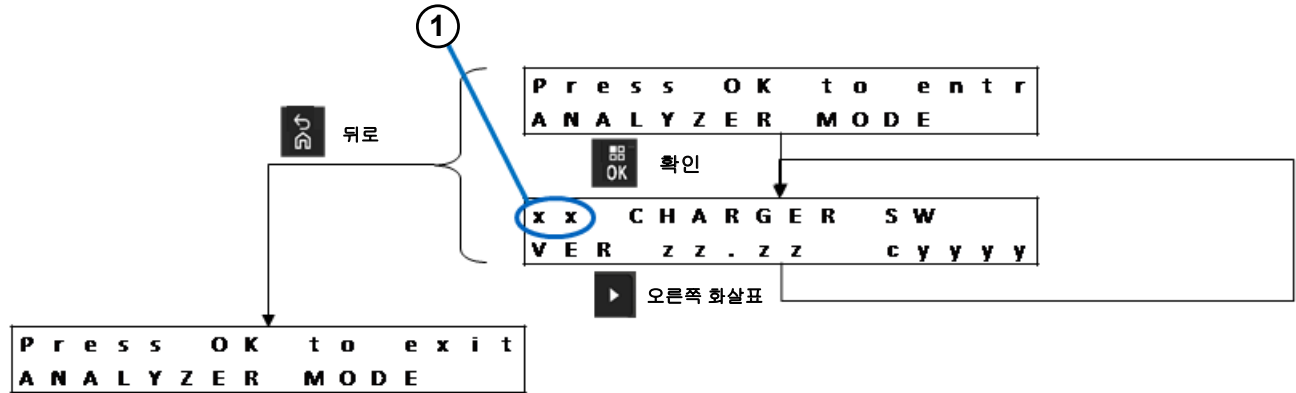 1
Press OK to entr
ANALYZER MODE
뒤로
OK
확인
xx CHARGER SW
VER zz.zz cyyyy
오른쪽 화살표
Press OK to exit
ANALYZER MODE